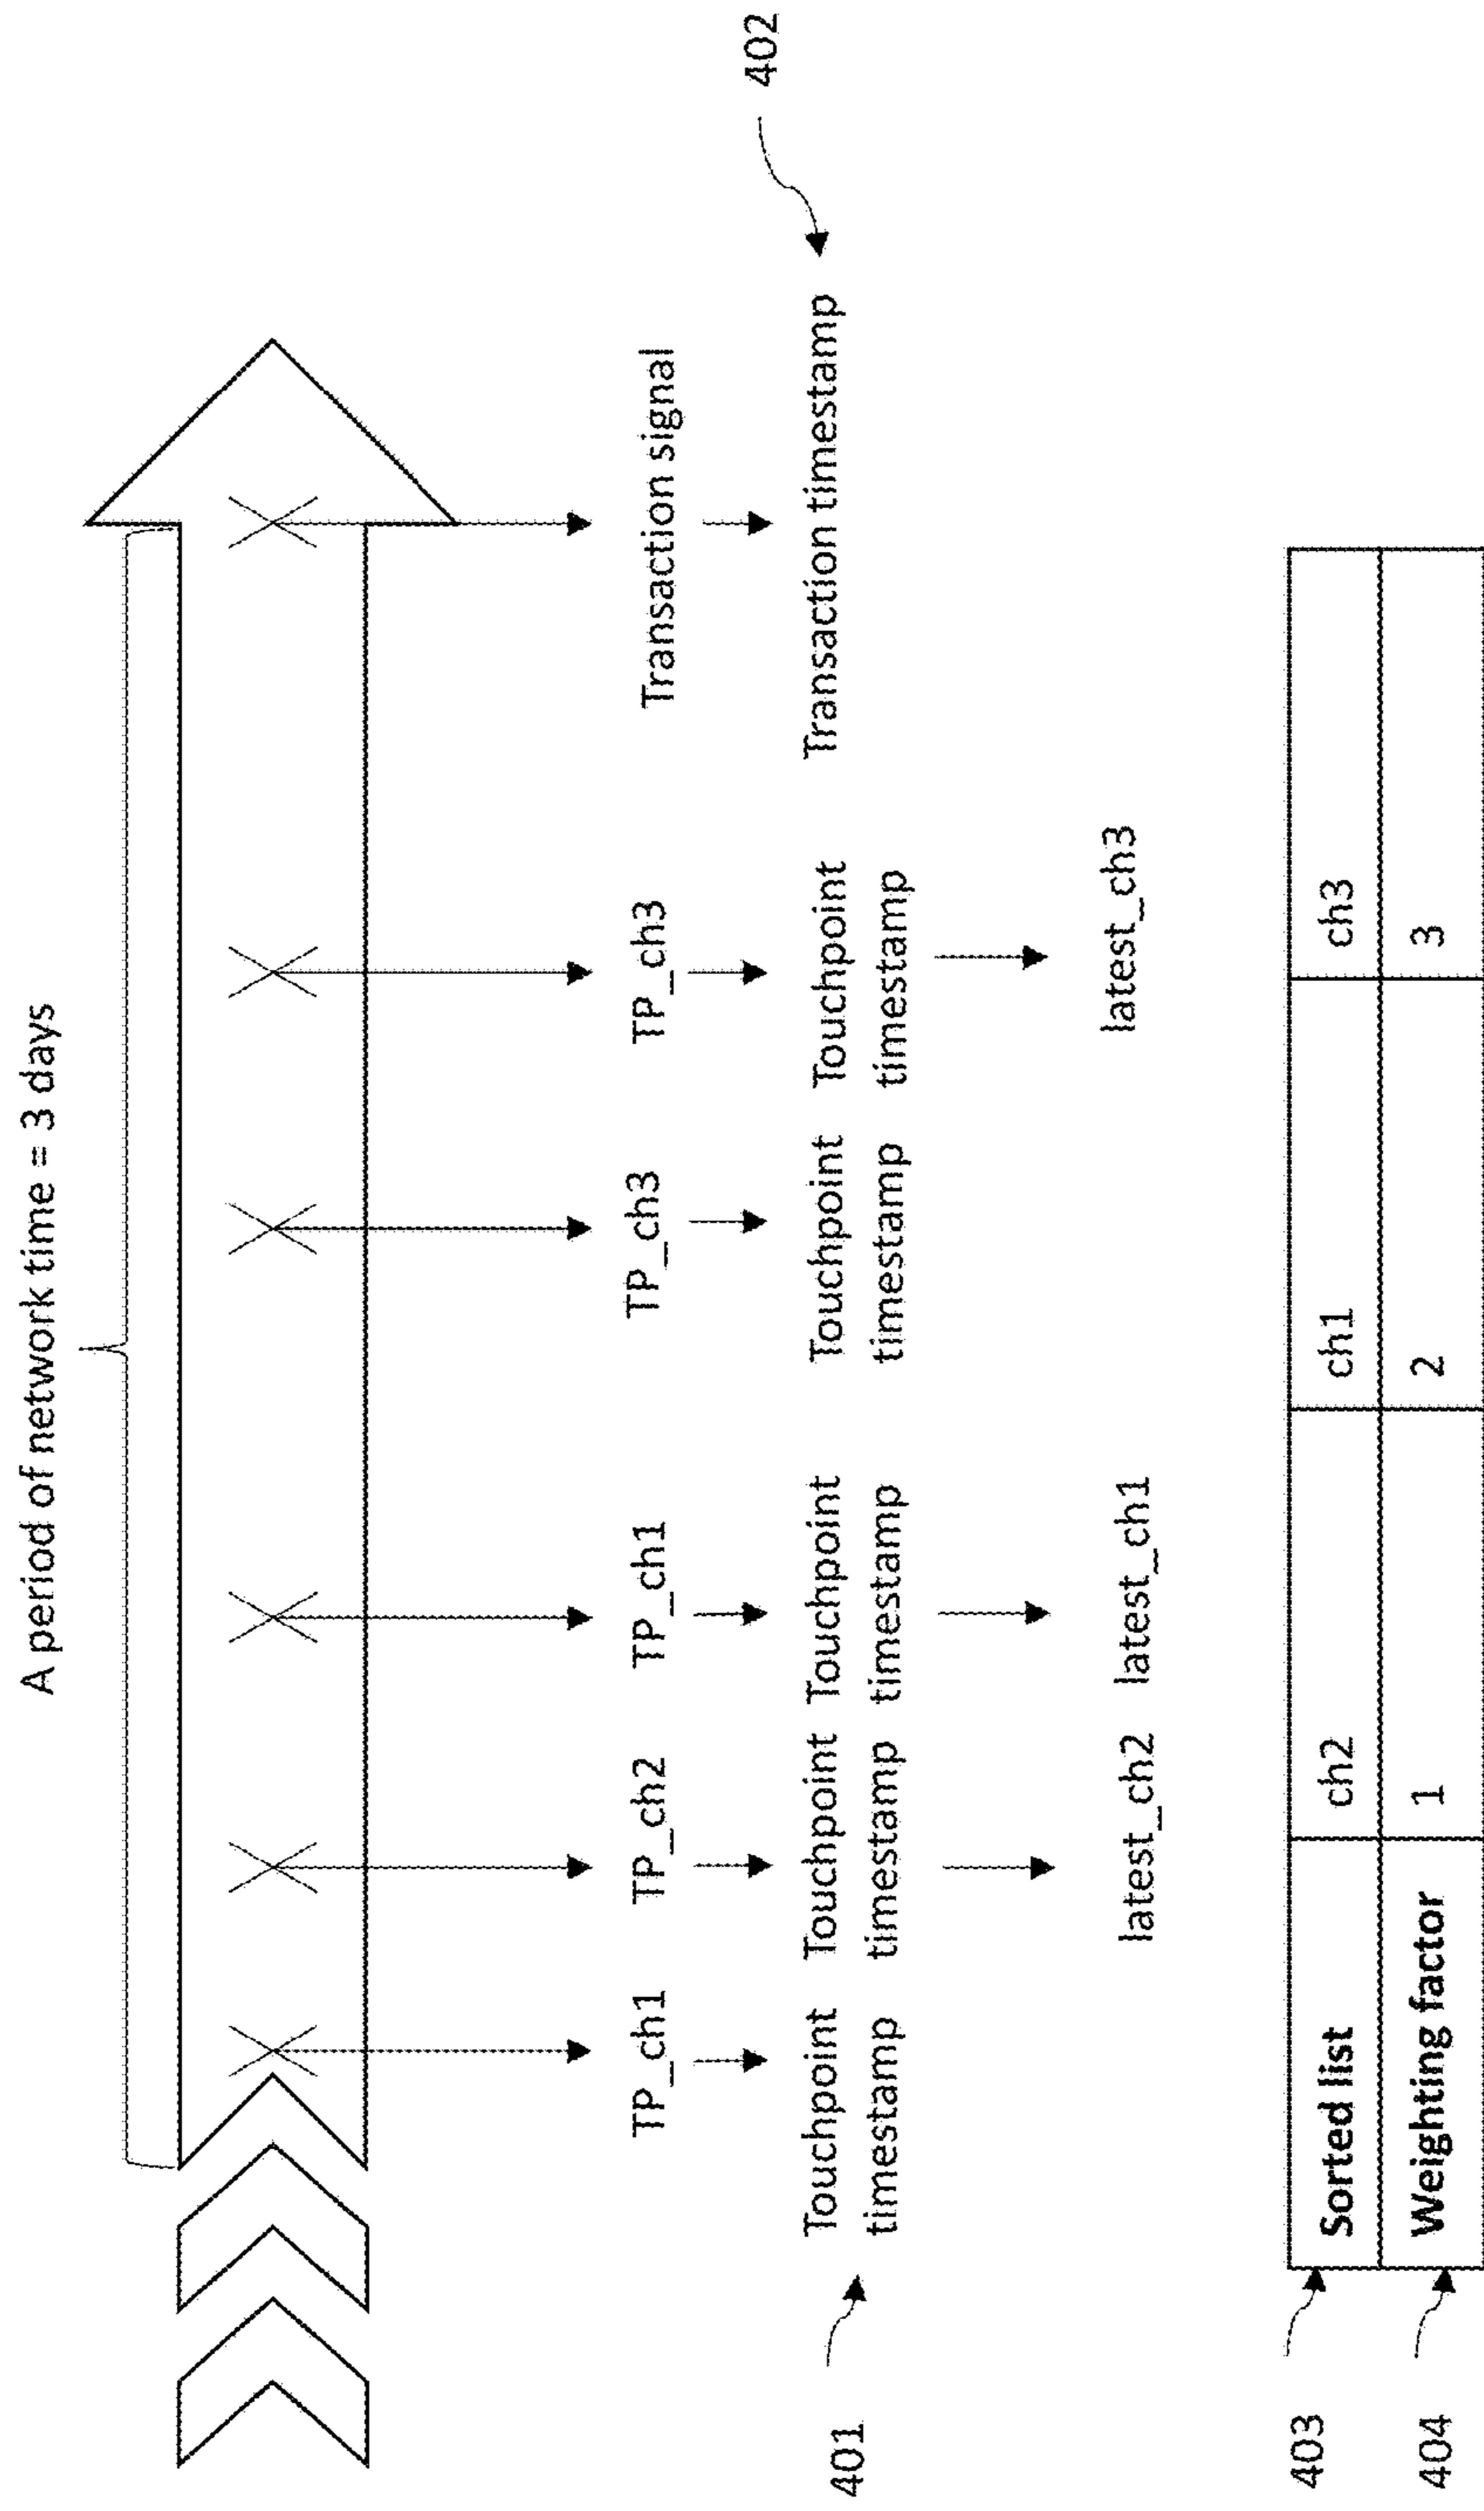 A period of network time = 3 days
TP_ch1
TP_ch2
TP_ch1
TP_ch3
TP_ch3
Transaction signal
402
401
Touchpoint
timestamp
Touchpoint
timestamp
Touchpoint
timestamp
Touchpoint
timestamp
Touchpoint
timestamp
Transaction timestamp
latest_ch2
latest_ch1
latest_ch3
403
Sorted list
ch2
ch1
ch3
404
Weighting factor
1
2
3